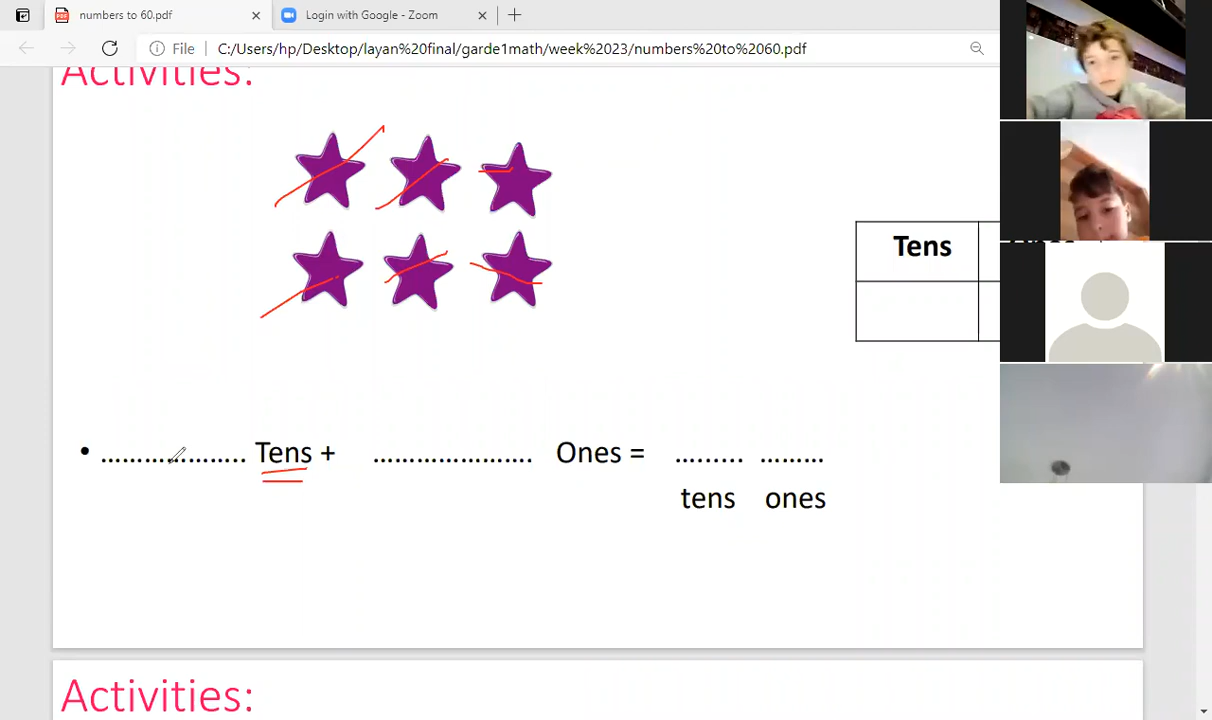 numbers to 60.pdf
Login with Google - Zoom
File
C:/Users/hp/Desktop/layan%20final/garde1math/week%2023/numbers%20to%2060.pdf
Activities:
Tens
• .................... Tens + ...................... Ones = ......... .........
tens ones
Activities: